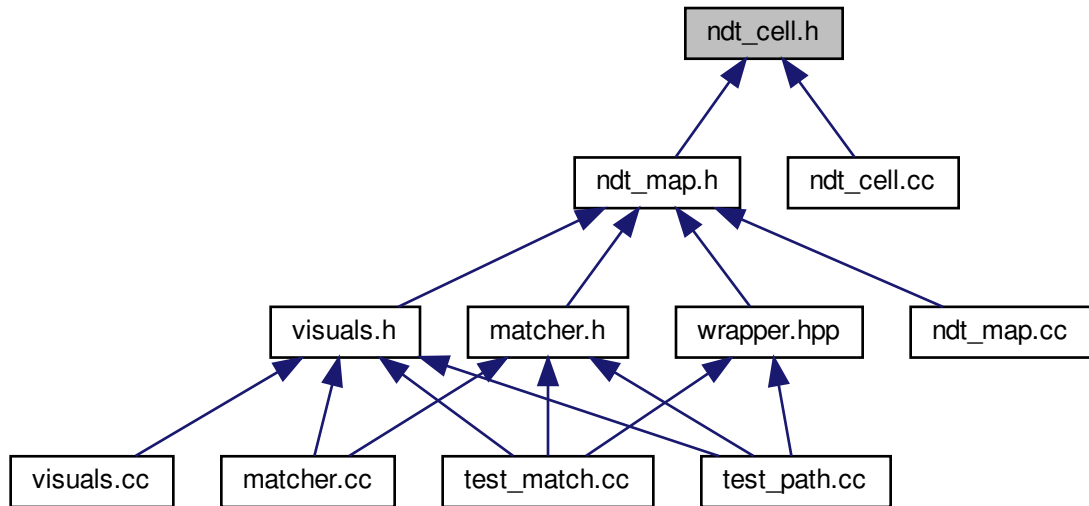 ndt_cell.h
ndt_map.h
ndt_cell.cc
visuals.h
matcher.h
wrapper.hpp
ndt_map.cc
visuals.cc
matcher.cc
test_match.cc
test_path.cc